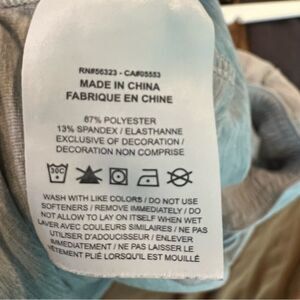 RN#56323 - CA#05553
MADE IN CHINA
FABRIQUE EN CHINE
87% POLYESTER
13% SPANDEX / ELASTHANNE
EXCLUSIVE OF DECORATION /
DECORATION NON COMPRISE
30C
WASH WITH LIKE COLORS / DO NOT USE
SOFTENERS / REMOVE IMMEDIATELY / DO
NOT ALLOW TO LAY ON ITSELF WHEN WET
LAVER AVEC COULEURS SIMILAIRES / NE PAS
UTILISER D'ADOUCISSEUR / ENLEVER
IMMÉDIATEMENT / NE PAS LAISSER LE
VÊTEMENT PLIÉ LORSQU'IL EST MOUILLÉ